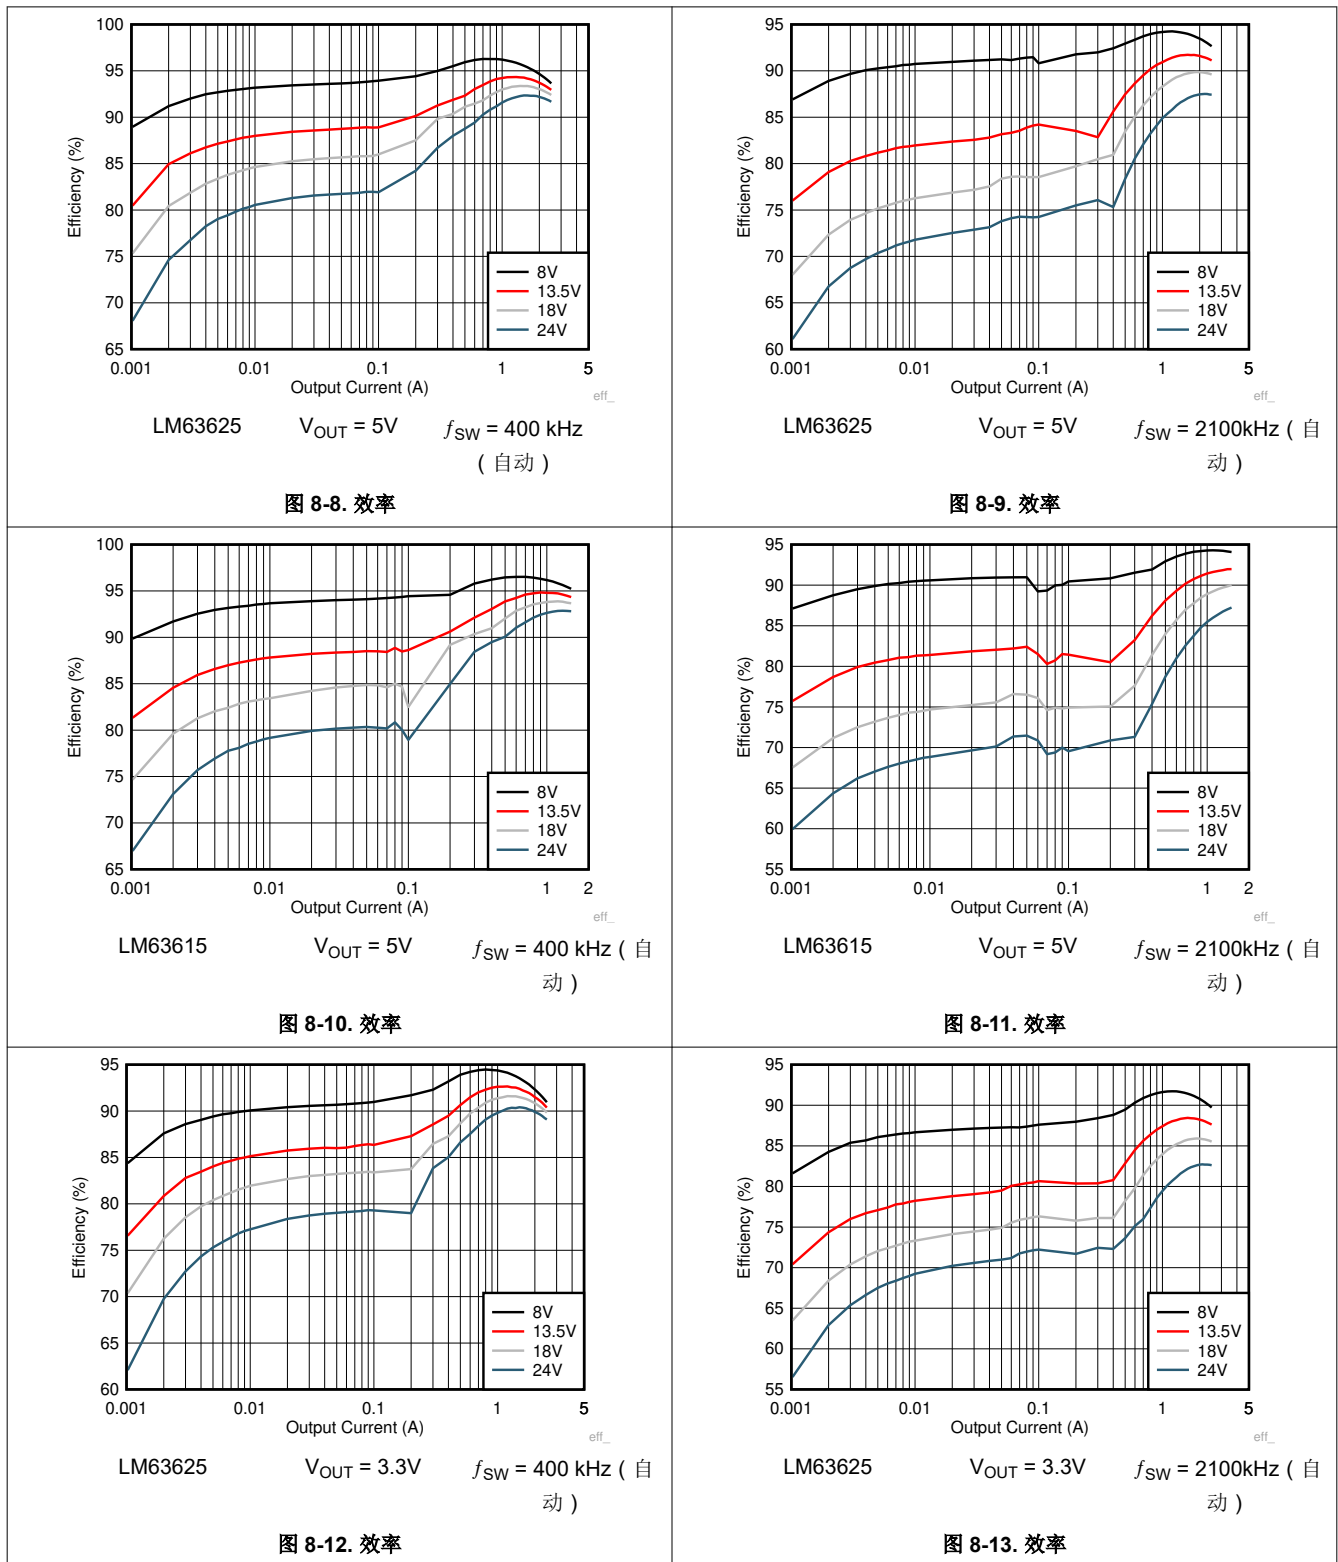 100
95
90
85
80
75
70
65
Efficiency (%)
0.001 0.01 0.1 1 5
Output Current (A)
8V
13.5V
18V
24V
eff_
LM63625 VOUT = 5V fSW = 400 kHz
(自动)
图 8-8. 效率
95
90
85
80
75
70
65
60
Efficiency (%)
0.001 0.01 0.1 1 5
Output Current (A)
8V
13.5V
18V
24V
eff_
LM63625 VOUT = 5V fSW = 2100kHz (自
动)
图 8-9. 效率
100
95
90
85
80
75
70
65
Efficiency (%)
0.001 0.01 0.1 1 2
Output Current (A)
8V
13.5V
18V
24V
eff_
LM63615 VOUT = 5V fSW = 400 kHz (自
动)
图 8-10. 效率
95
90
85
80
75
70
65
60
55
Efficiency (%)
0.001 0.01 0.1 1 2
Output Current (A)
8V
13.5V
18V
24V
eff_
LM63615 VOUT = 5V fSW = 2100kHz (自
动)
图 8-11. 效率
95
90
85
80
75
70
65
60
Efficiency (%)
0.001 0.01 0.1 1 5
Output Current (A)
8V
13.5V
18V
24V
eff_
LM63625 VOUT = 3.3V fSW = 400 kHz (自
动)
图 8-12. 效率
95
90
85
80
75
70
65
60
55
Efficiency (%)
0.001 0.01 0.1 1 5
Output Current (A)
8V
13.5V
18V
24V
eff_
LM63625 VOUT = 3.3V fSW = 2100kHz (自
动)
图 8-13. 效率